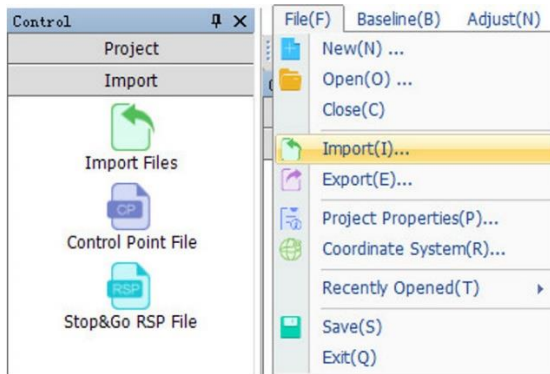 Control
Project
Import
Import Files
CP
Control Point File
RSP
Stop&Go RSP File
File(F) Baseline(B) Adjust(N)
New(N) ...
Open(O) ...
Close(C)
Import(I)...
Export(E)...
Project Properties(P)...
Coordinate System(R)...
Recently Opened(T)
Save(S)
Exit(Q)